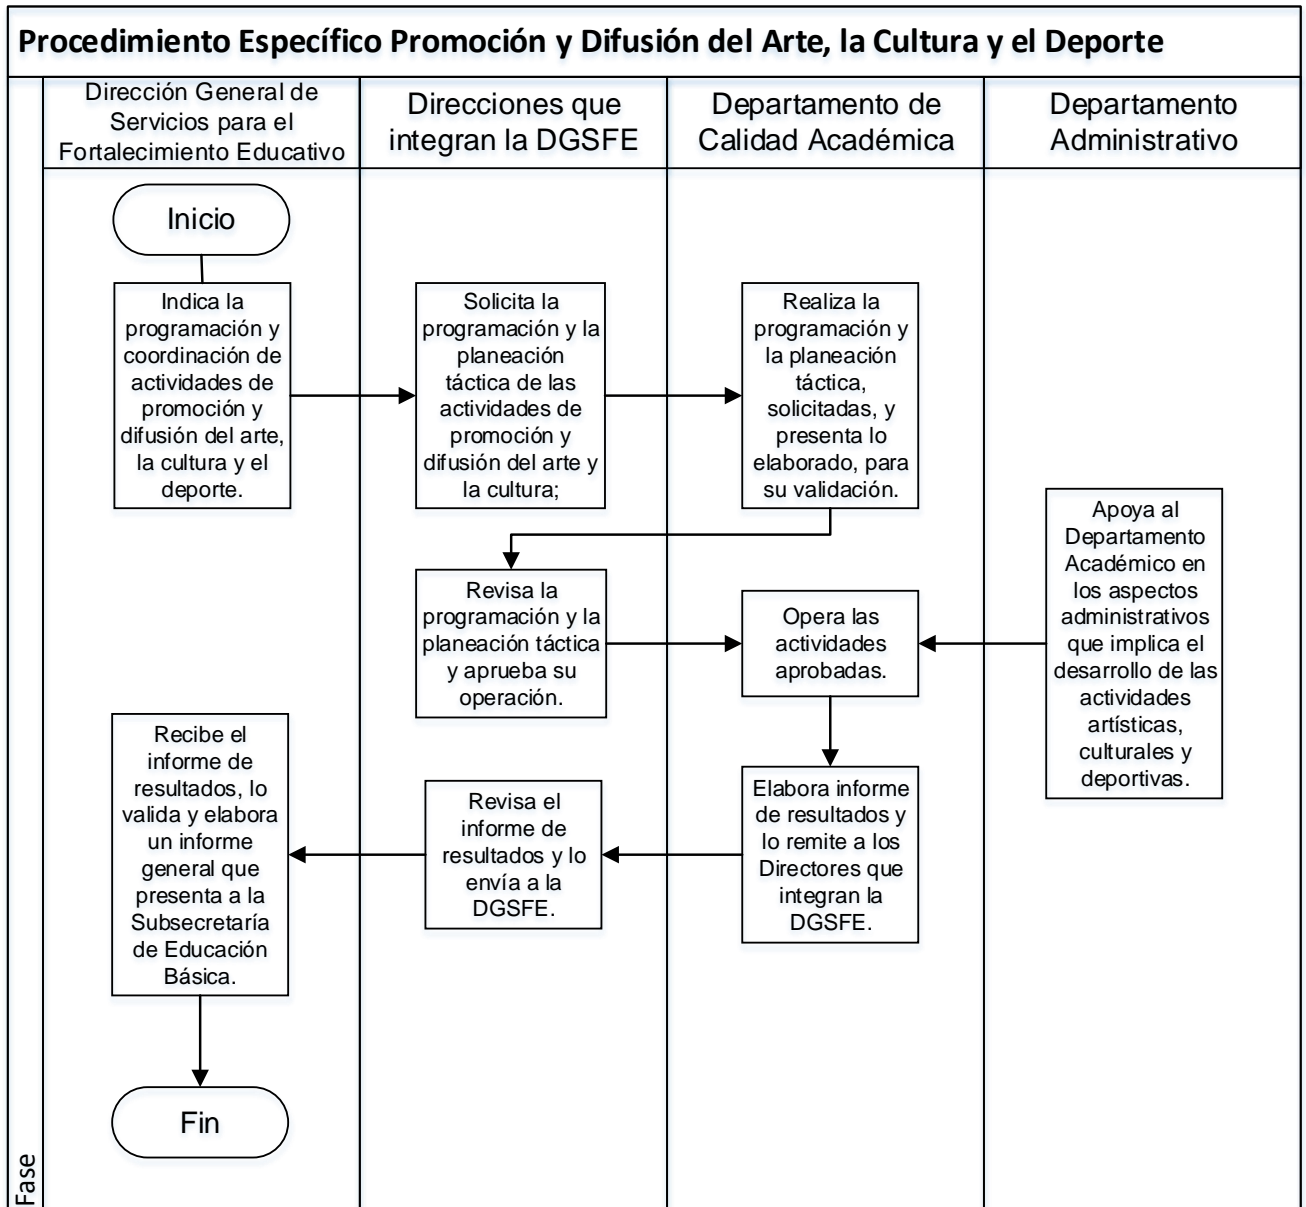 Procedimiento Específico Promoción y Difusión del Arte, la Cultura y el Deporte
Dirección General de
Servicios para el
Fortalecimiento Educativo
Direcciones que
integran la DGSFE
Departamento de
Calidad Académica
Departamento
Administrativo
Inicio
Indica la
programación y
coordinación de
actividades de
promoción y
difusión del arte,
la cultura y el
deporte.
Solicita la
programación y la
planeación
táctica de las
actividades de
promoción y
difusión del arte y
la cultura;
Realiza la
programación y
la planeación
táctica,
solicitadas, y
presenta lo
elaborado, para
su validación.
Revisa la
programación y la
planeación táctica
y aprueba su
operación.
Opera las
actividades
aprobadas.
Apoya al
Departamento
Académico en
los aspectos
administrativos
que implica el
desarrollo de las
actividades
artísticas,
culturales y
deportivas.
Elabora informe
de resultados y
lo remite a los
Directores que
integran la
DGSFE.
Revisa el
informe de
resultados y lo
envía a la
DGSFE.
Recibe el
informe de
resultados, lo
valida y elabora
un informe
general que
presenta a la
Subsecretaría
de Educación
Básica.
Fin
Fase